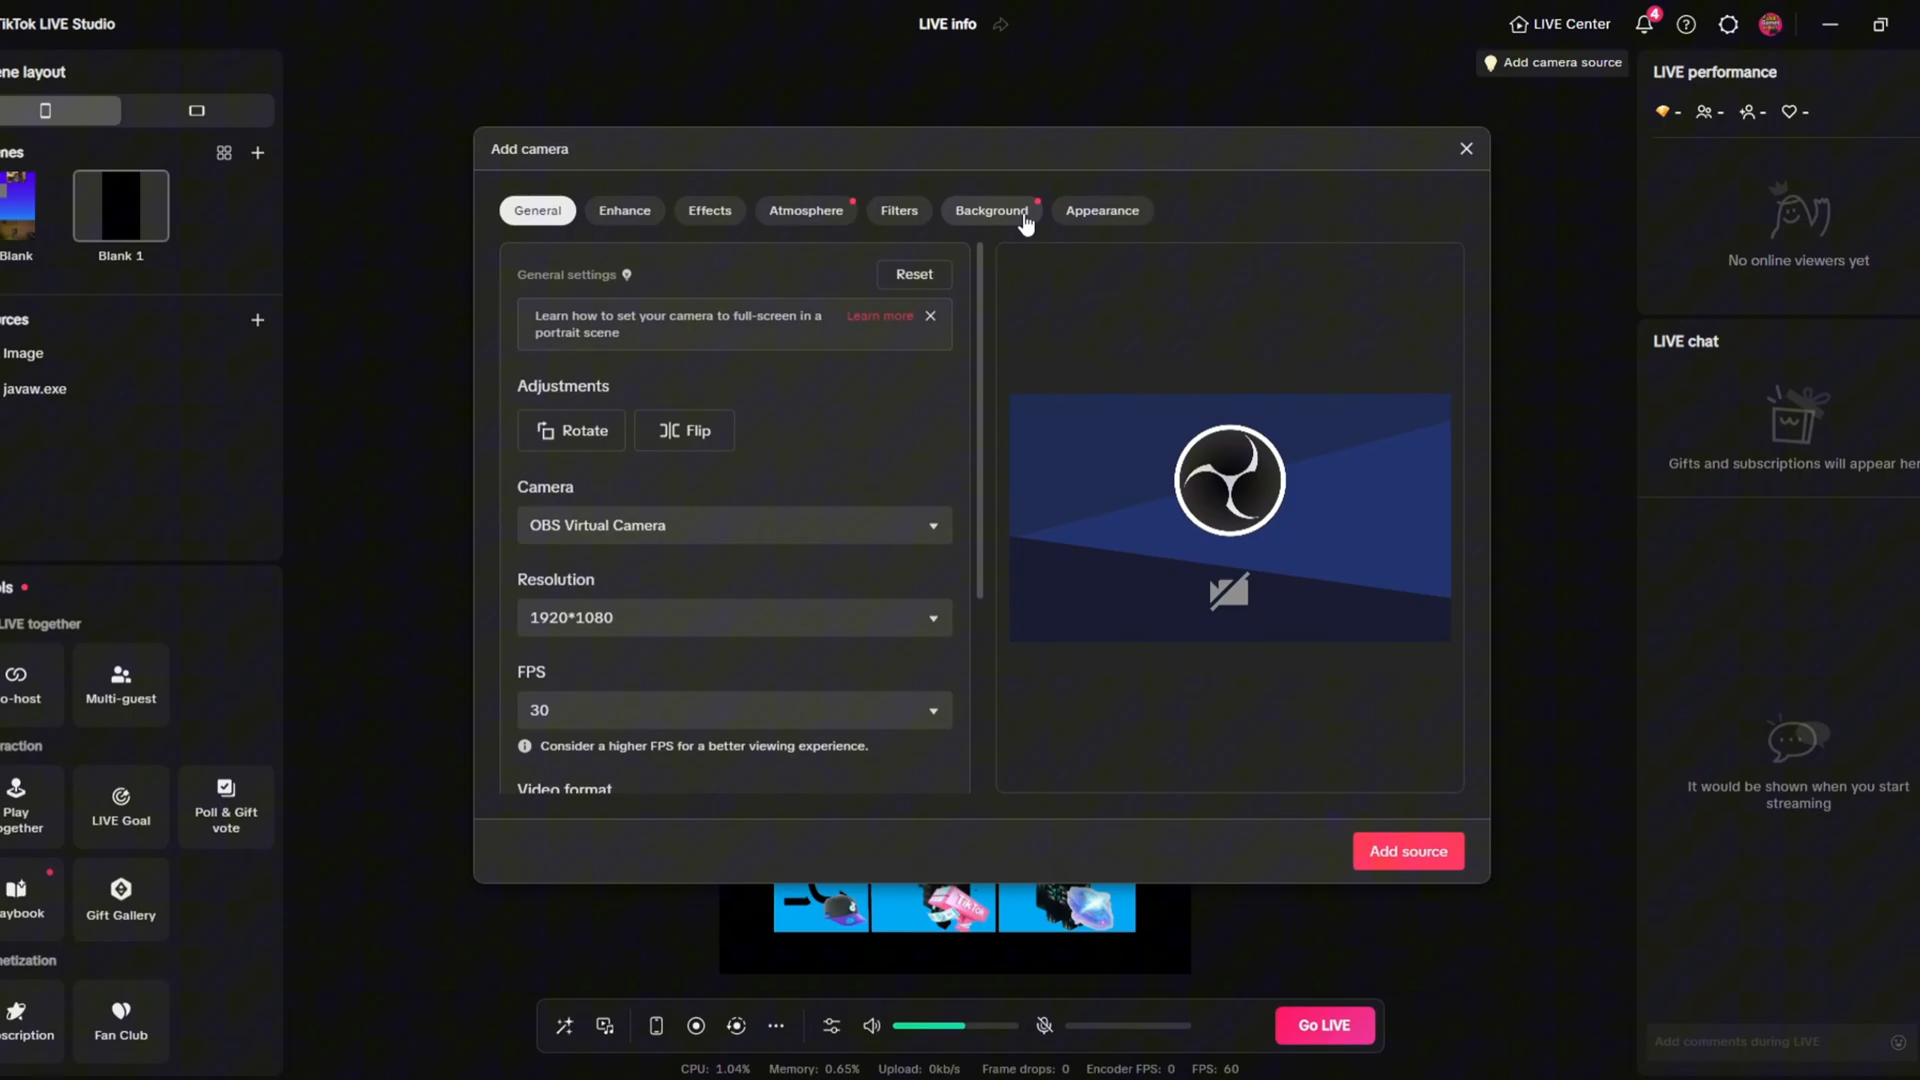 TikTok LIVE Studio
LIVE info
LIVE Center
4
Add camera source
ene layout
nes
Blank
Blank 1
rces
Image
javaw.exe
ols
LIVE together
o-host
Multi-guest
raction
Play
ogether
LIVE Goal
Poll & Gift
vote
aybook
Gift Gallery
netization
scription
Fan Club
Add camera
General
Enhance
Effects
Atmosphere
Filters
Background
Appearance
General settings
Reset
Learn how to set your camera to full-screen in a
portrait scene
Learn more
Adjustments
Rotate
Flip
Camera
OBS Virtual Camera
Resolution
1920*1080
FPS
30
Consider a higher FPS for a better viewing experience.
Video format
Add source
TikTok
Go LIVE
CPU: 1.04% Memory: 0.65% Upload: 0kb/s Frame drops: 0 Encoder FPS: 0 FPS: 60
LIVE performance
- - - -
No online viewers yet
LIVE chat
Gifts and subscriptions will appear her
It would be shown when you start
streaming
Add comments during LIVE